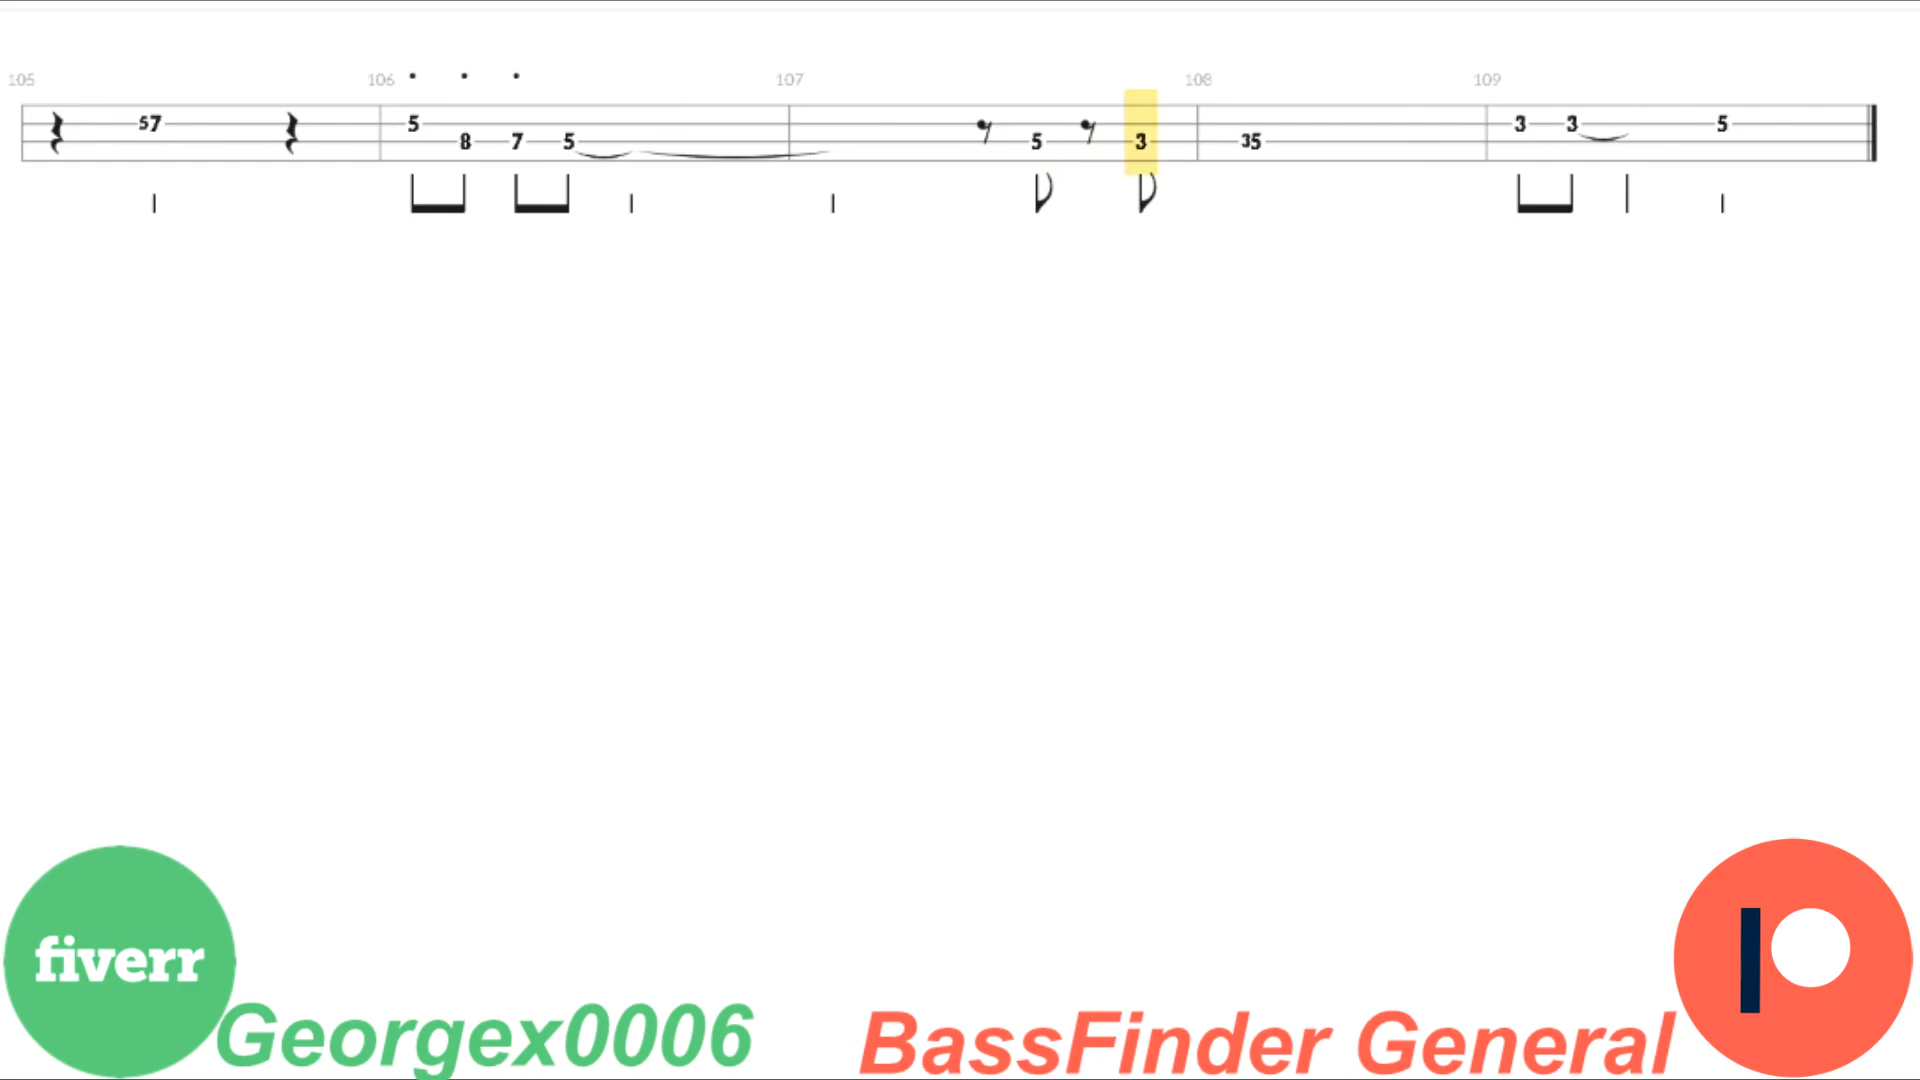 105 106 107 108 109
57 5 8 7 5 5 3 35 3 3 5
fiverr
Georgex0006
BassFinder General